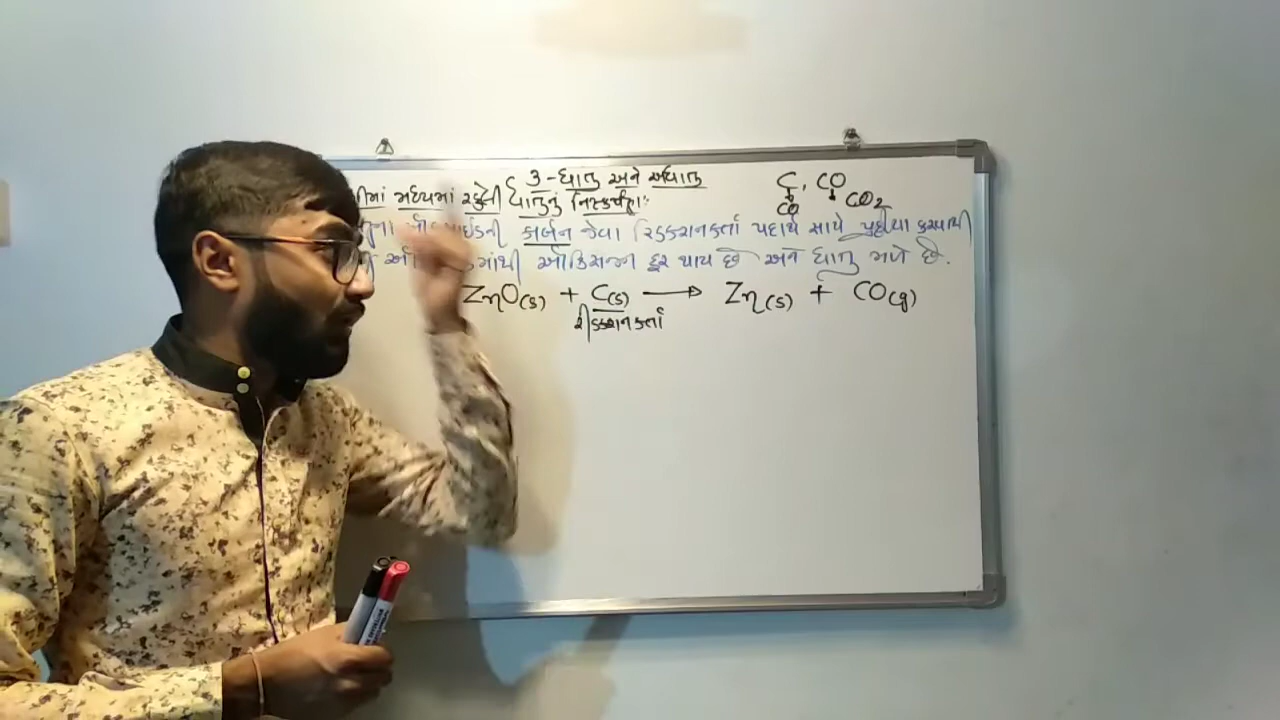 3-ધાતુ અને અધાતુ
મધ્યમાં રહેલી ધાતુનું નિષ્કર્ષણ:
C, CO
CO CO₂
કાર્બન જેવા રિડક્શનકર્તા પદાર્થ સાથે પ્રક્રીયા કરવાથી
ઓક્સિજન દૂર થાય છે અને ધાતુ મળે છે.
ZnO(s) + C(s) → Zn(s) + CO(g)
રીડક્શનકર્તા